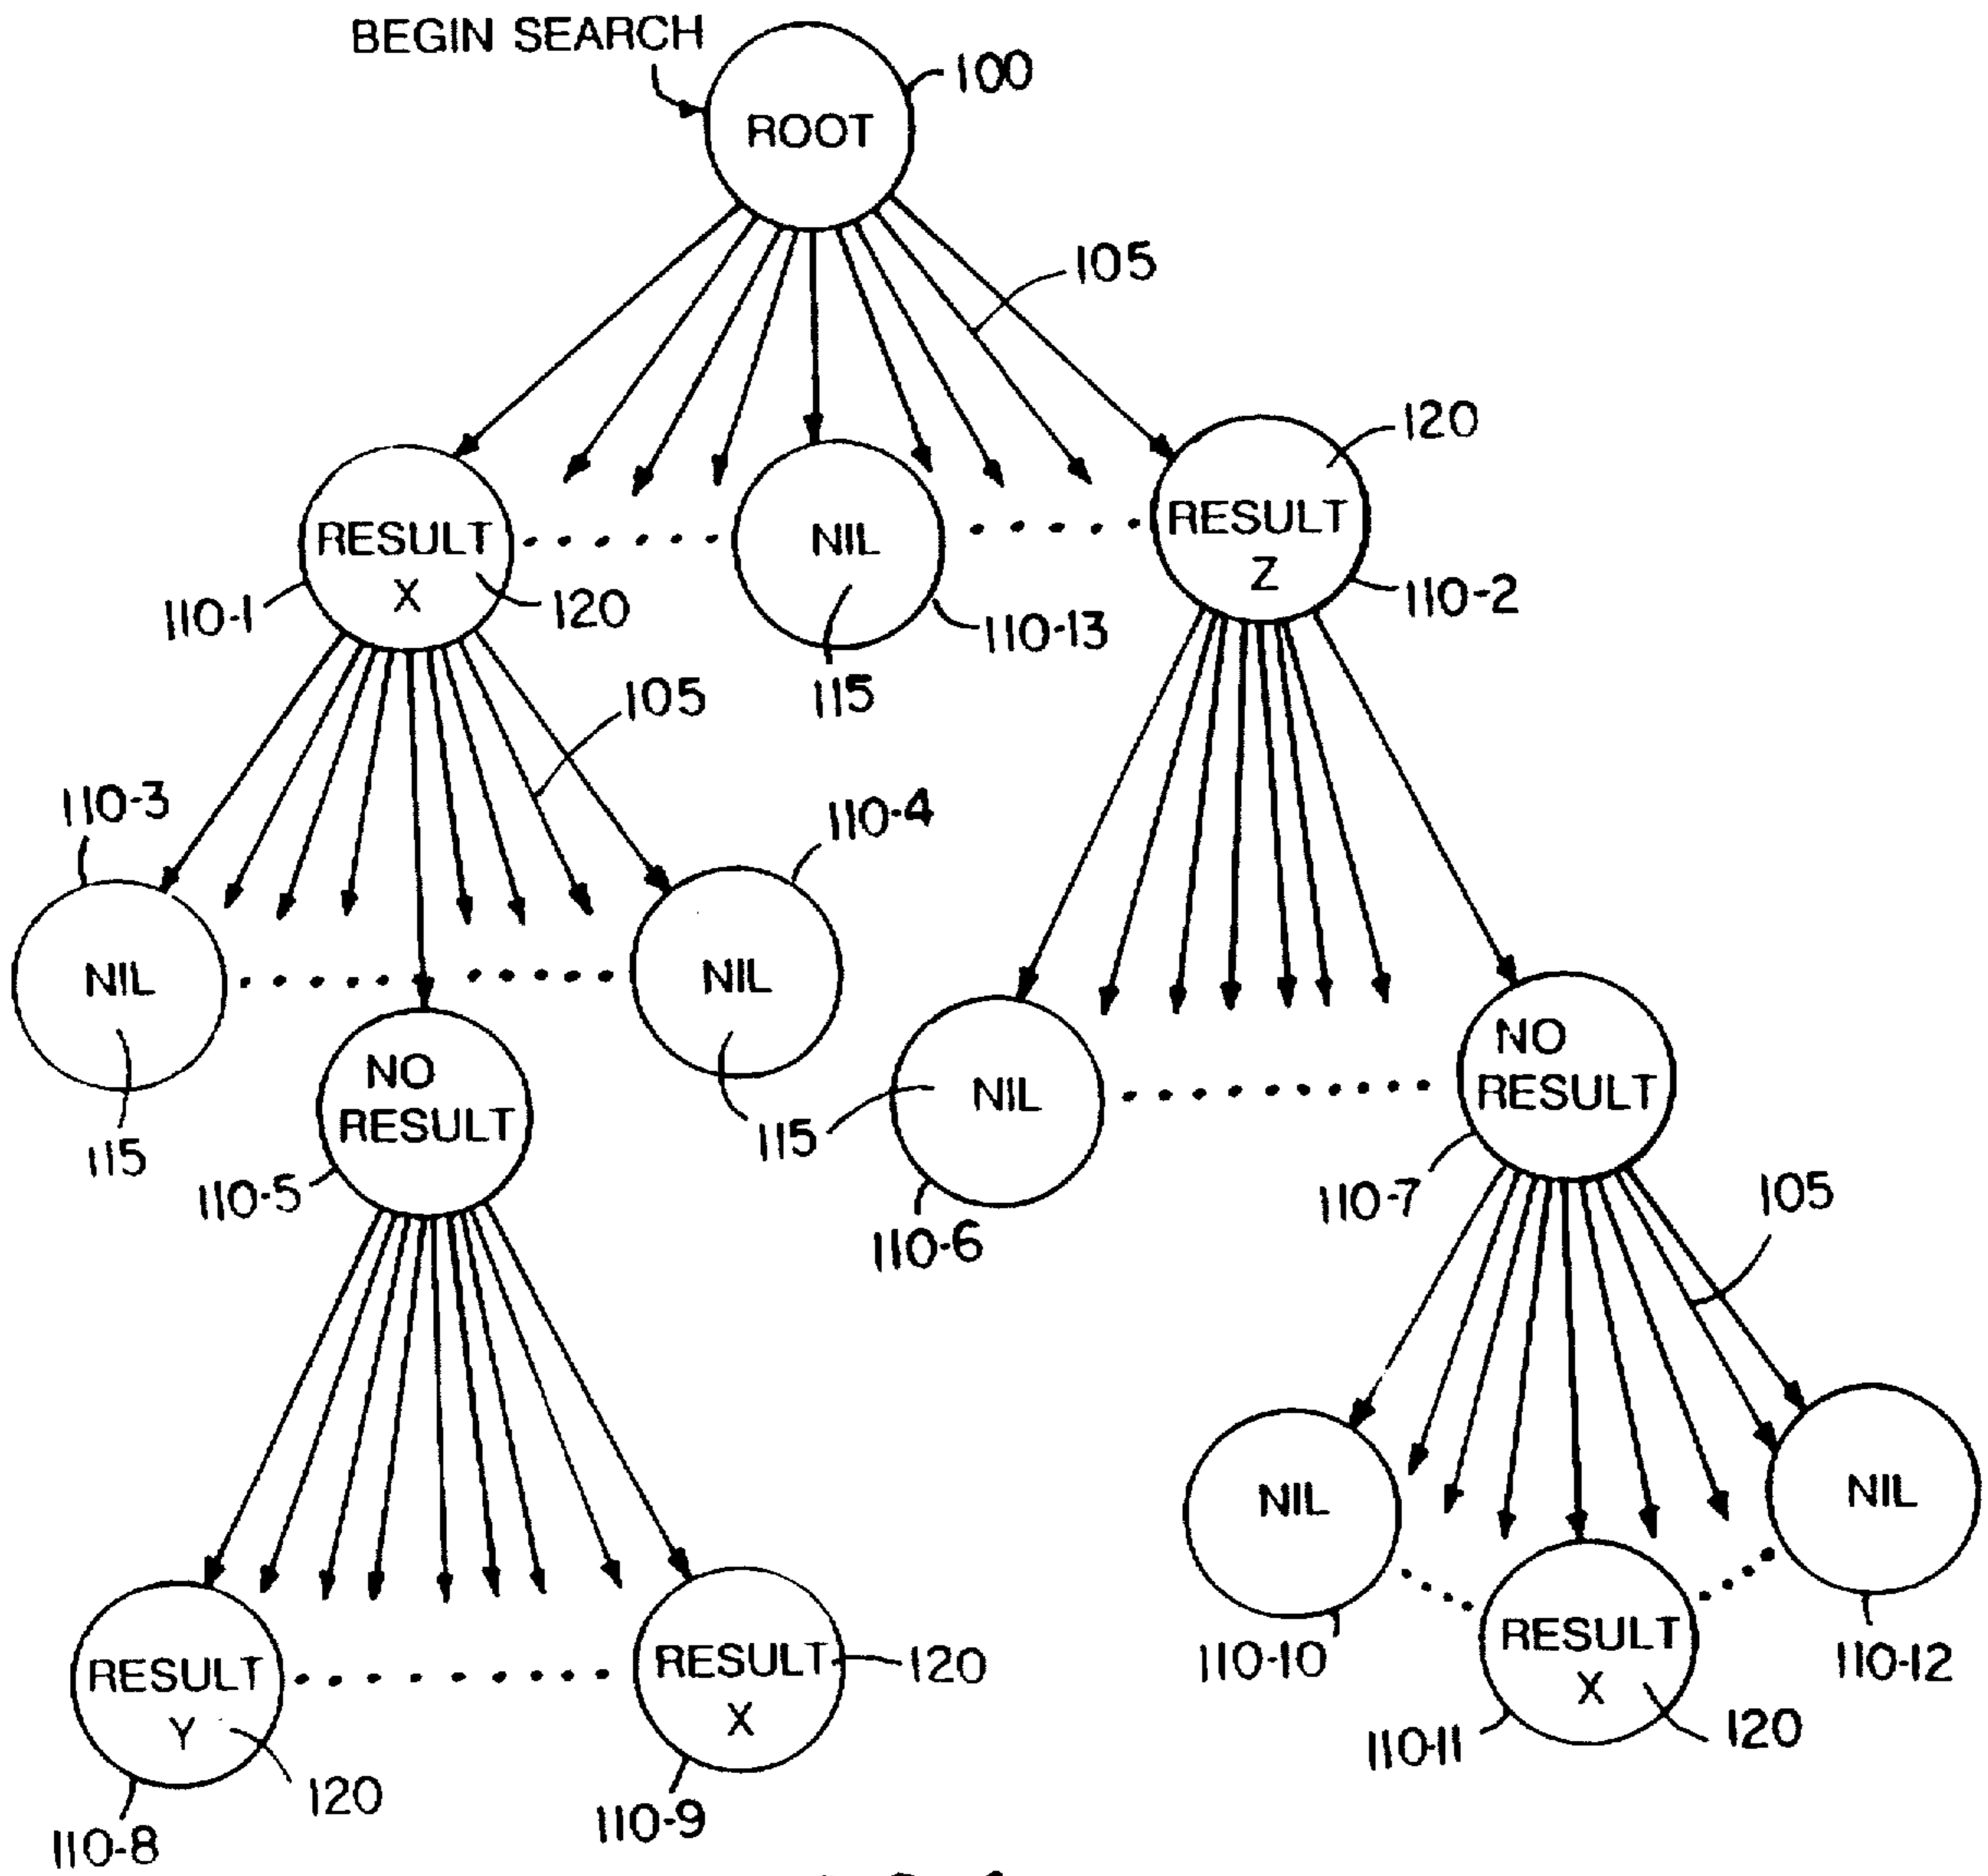 BEGIN SEARCH
100
ROOT
105
120
RESULT
Z
110-2
RESULT
X
110-1
120
NIL
110-13
115
105
110-3
110-4
NIL
115
NIL
115
NO
RESULT
110-5
NIL
110-6
NO
RESULT
110-7
105
NIL
110-10
NIL
110-12
RESULT
X
110-11
120
RESULT
Y
120
110-8
RESULT
X
120
110-9